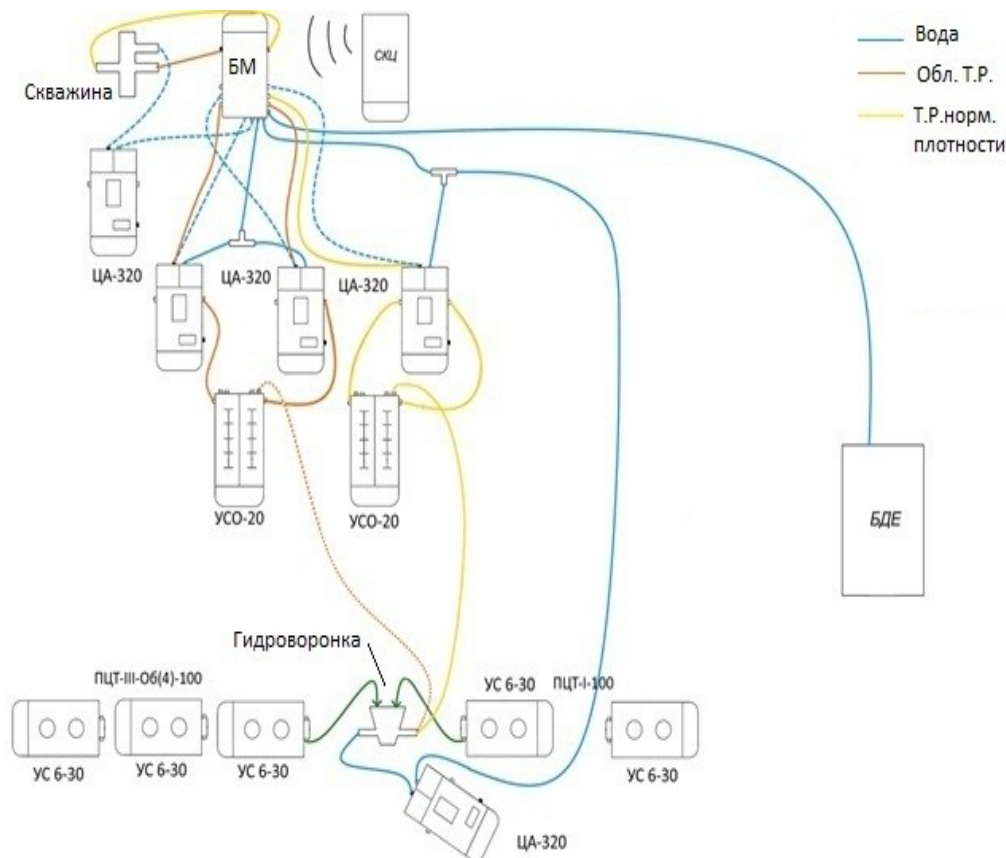 БМ
СКЦ
Скважина
Вода
Обл. Т.Р.
Т.Р.норм.
плотности
ЦА-320
ЦА-320
ЦА-320
УСО-20
УСО-20
БДЕ
Гидроворонка
ПЦТ-III-Об(4)-100
УС 6-30
ПЦТ-I-100
УС 6-30
УС 6-30
УС 6-30
УС 6-30
ЦА-320